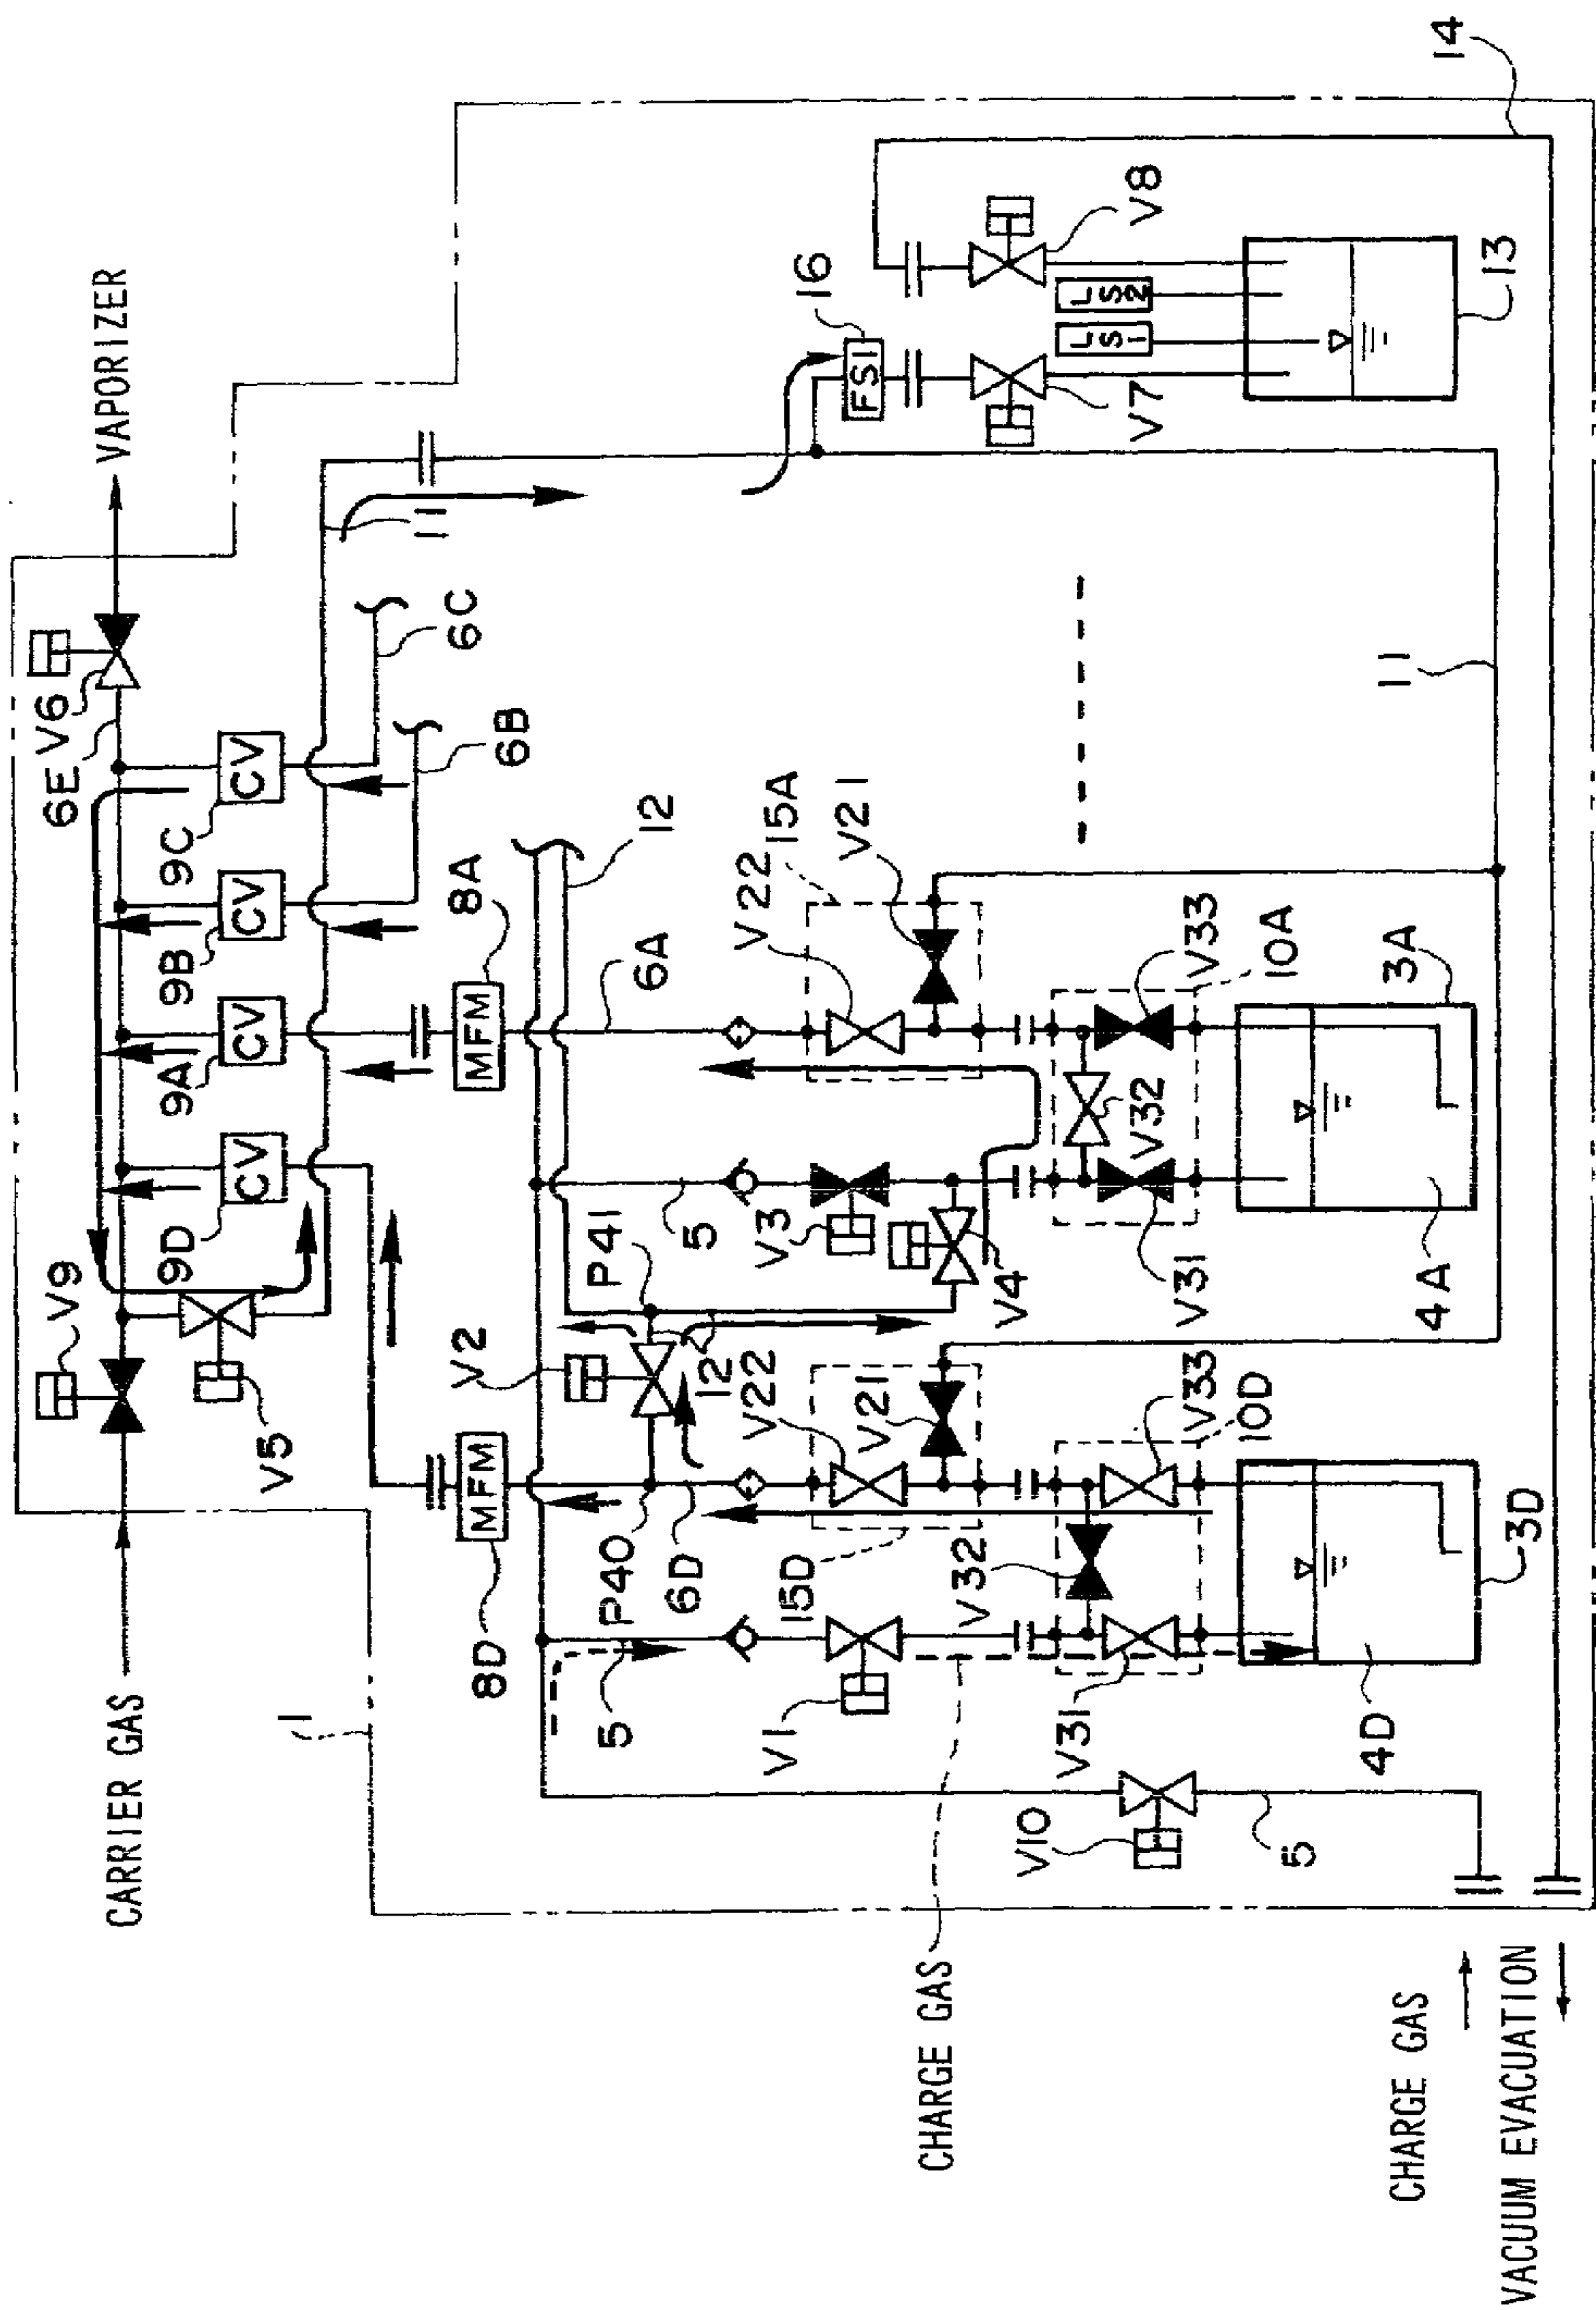 CARRIER GAS
VAPORIZER
V9
V5
9D
9A
9B
9C
6E
V6
CV
CV
CV
CV
11
6C
6B
1
8D
MFM
V2
P41
MFM
8A
12
6A
5
P40
6D
12
V22
5
V3
V4
V22
15A
V21
V1
15D
V21
V32
V31
V33
10D
V32
V31
V33
10A
4D
3D
4A
3A
V10
5
11
16
FS1
V7
V8
LS1
LS2
13
14
CHARGE GAS
CHARGE GAS
VACUUM EVACUATION